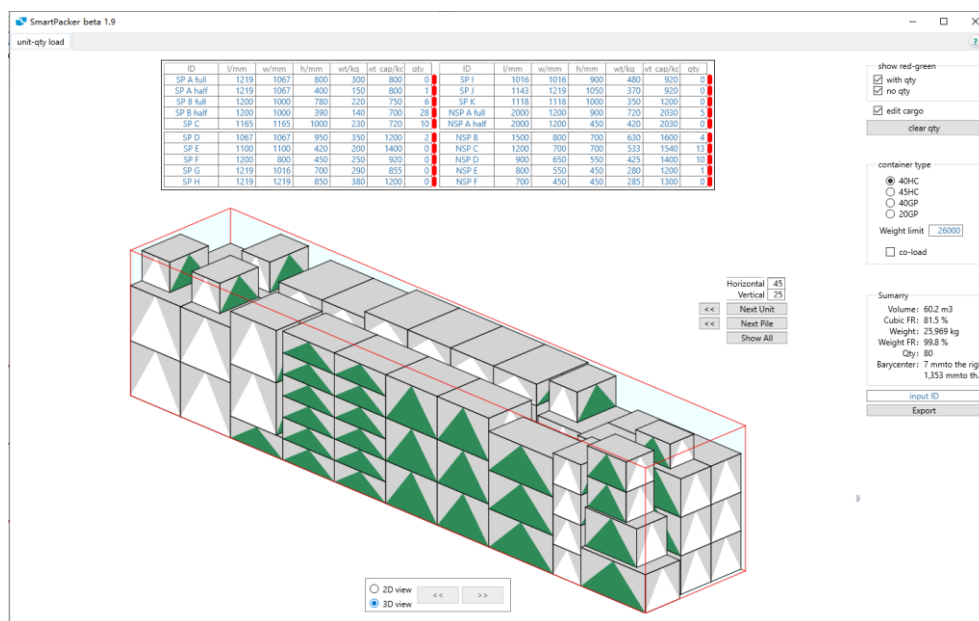 SmartPacker beta 1.9
unit-qty load
ID l/mm w/mm h/mm wt/kg wt cap/kc qty ID l/mm w/mm h/mm wt/kg wt cap/kc qty
SP A full 1219 1067 800 300 800 0 SP I 1016 1016 900 480 920 0
SP A half 1219 1067 400 150 800 1 SP J 1143 1219 1050 370 920 0
SP B full 1200 1000 780 220 750 6 SP K 1118 1118 1000 350 1200 0
SP B half 1200 1000 390 140 700 28 NSP A full 2000 1200 900 720 2030 5
SP C 1165 1165 1000 230 720 10 NSP A half 2000 1200 450 420 2030 0
SP D 1067 1067 950 350 1200 2 NSP B 1500 800 700 630 1600 4
SP E 1100 1100 420 200 1400 0 NSP C 1200 700 700 533 1540 13
SP F 1200 800 450 250 920 0 NSP D 900 650 550 425 1400 10
SP G 1219 1016 700 290 855 0 NSP E 800 550 450 280 1200 1
SP H 1219 1219 850 380 1200 0 NSP F 700 450 450 285 1300 0
show red-green
with qty
no qty
edit cargo
clear qty
container type
40HC
45HC
40GP
20GP
Weight limit 26000
co-load
Horizontal 45
Vertical 25
<< Next Unit
<< Next Pile
Show All
Sumarry
Volume: 60.2 m3
Cubic FR: 81.5 %
Weight: 25,969 kg
Weight FR: 99.8 %
Qty: 80
Barycenter: 7 mmto the rig
1,353 mmto th.
input ID
Export
9
2D view
3D view
<< >>